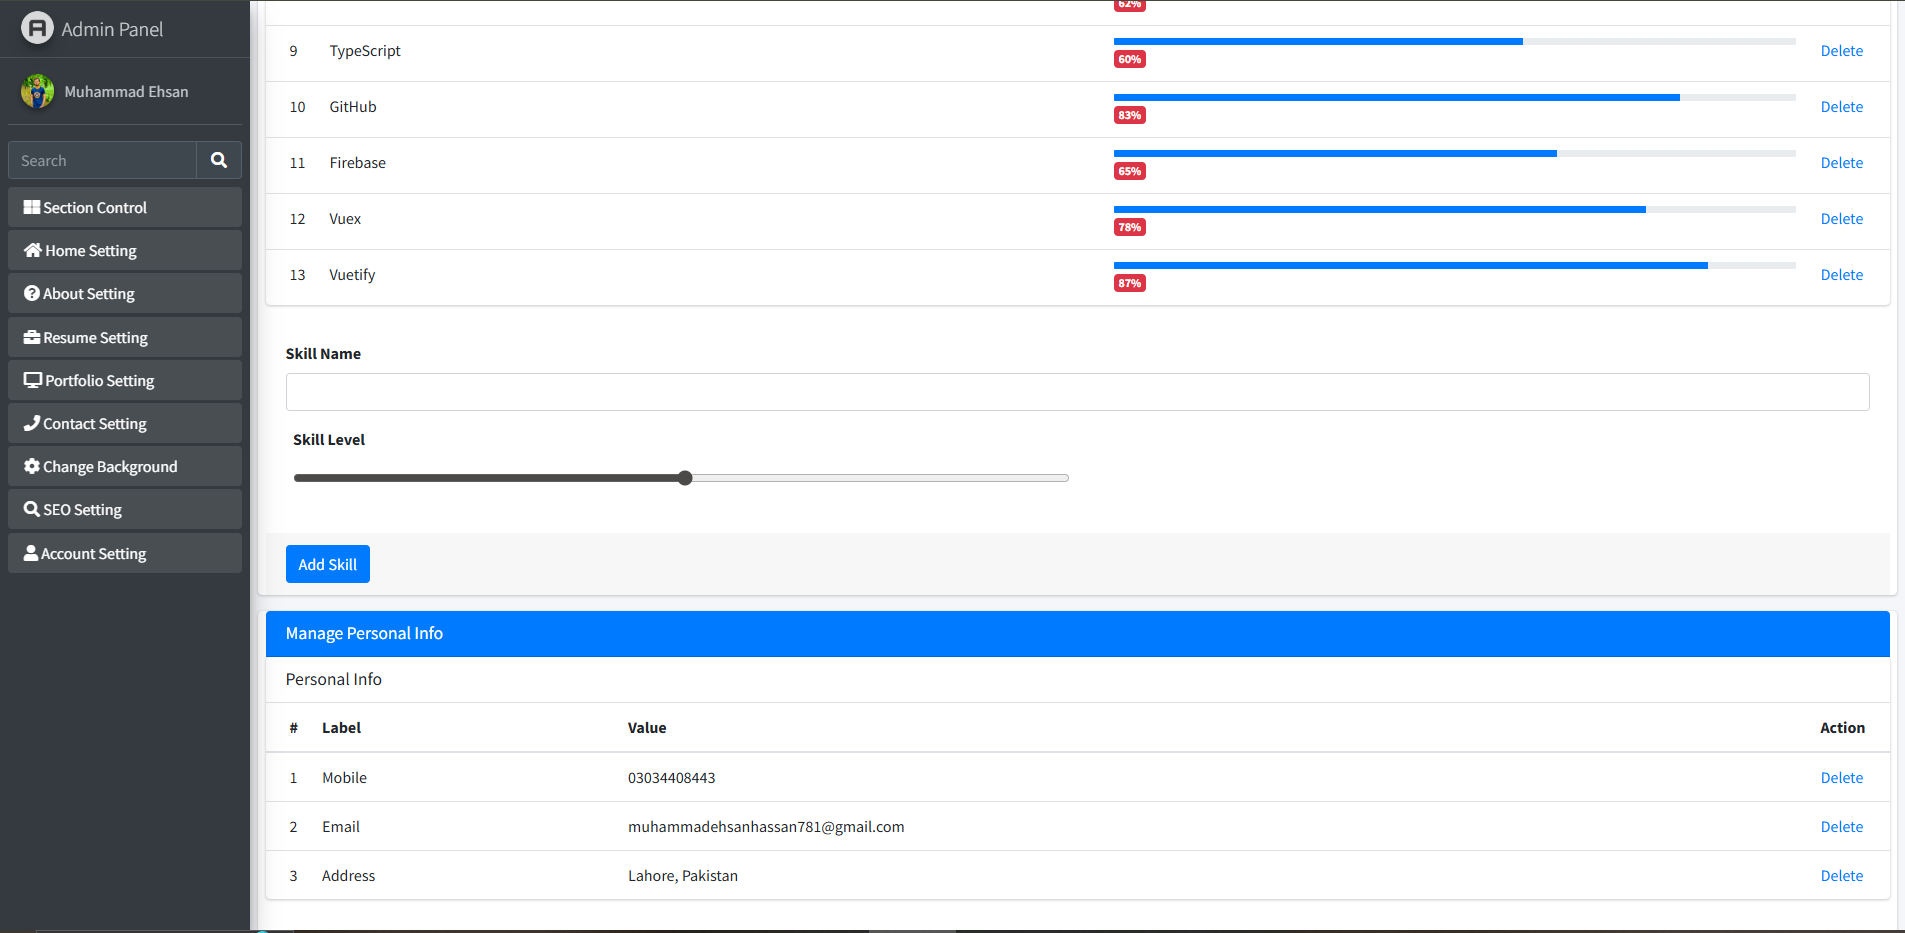 Admin Panel
Muhammad Ehsan
Search
Section Control
Home Setting
About Setting
Resume Setting
Portfolio Setting
Contact Setting
Change Background
SEO Setting
Account Setting
62%
9 TypeScript 60% Delete
10 GitHub 83% Delete
11 Firebase 65% Delete
12 Vuex 78% Delete
13 Vuetify 87% Delete
Skill Name
Skill Level
Add Skill
Manage Personal Info
Personal Info
# Label Value Action
1 Mobile 03034408443 Delete
2 Email muhammadehsanhassan781@gmail.com Delete
3 Address Lahore, Pakistan Delete